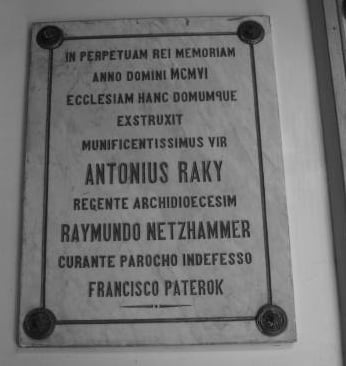 IN PERPETUAM REI MEMORIAM
ANNO DOMINI MCMVI
ECCLESIAM HANC DOMUMQUE
EXSTRUXIT
MUNIFICENTISSIMUS VIR
ANTONIUS RAKY
REGENTE ARCHIDIOECESIM
RAYMUNDO NETZHAMMER
CURANTE PAROCHO INDEFESSO
FRANCISCO PATEROK